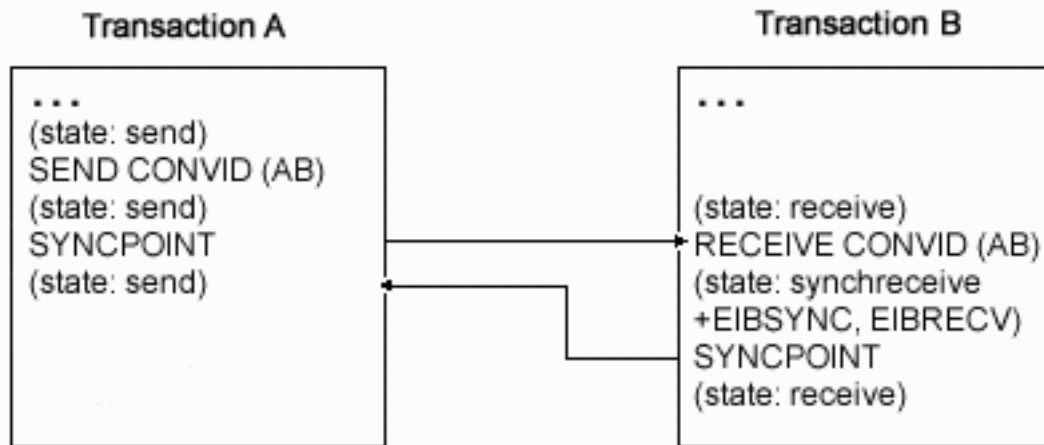 Transaction A
Transaction B
...
(state: send)
SEND CONVID (AB)
(state: send)
SYNCPOINT
(state: send)
...
(state: receive)
RECEIVE CONVID (AB)
(state: synchreceive
+EIBSYNC, EIBRECV)
SYNCPOINT
(state: receive)